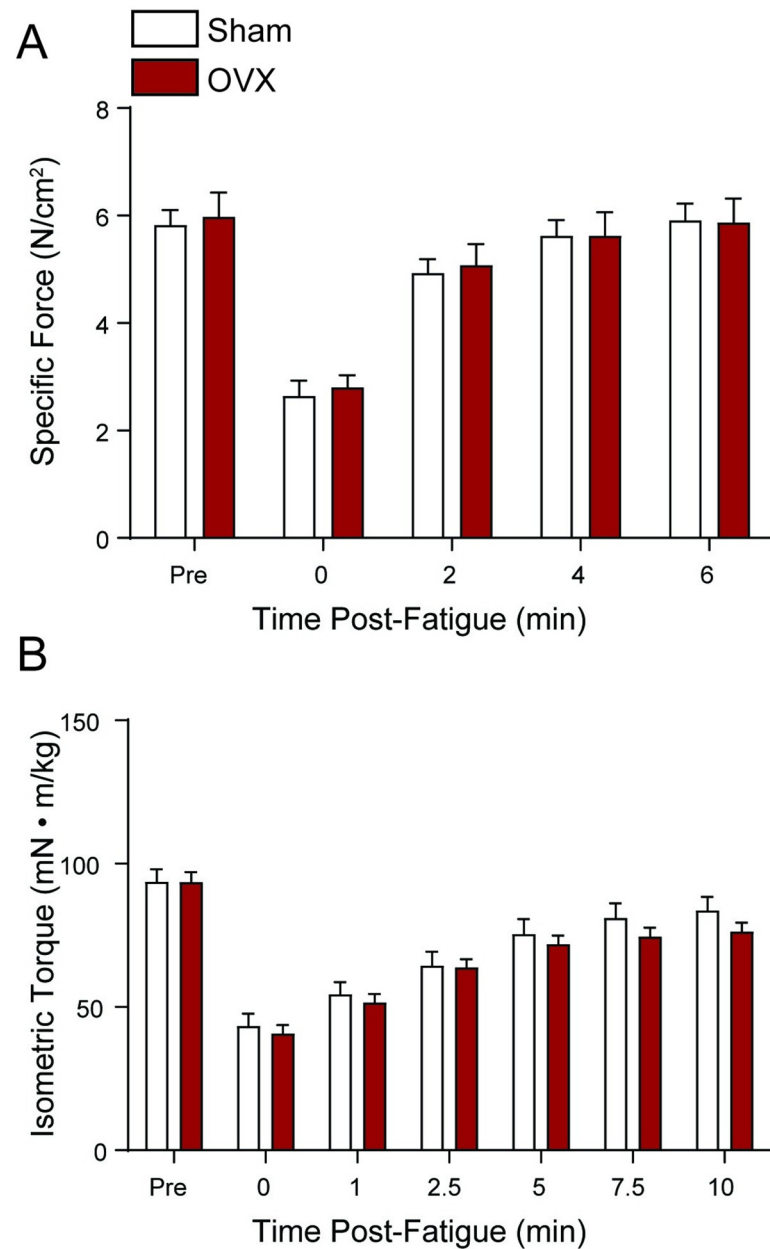 A
Sham
OVX
Specific Force (N/cm²)
8
6
4
2
0
Pre 0 2 4 6
Time Post-Fatigue (min)
B
Isometric Torque (mN • m/kg)
150
100
50
0
Pre 0 1 2.5 5 7.5 10
Time Post-Fatigue (min)